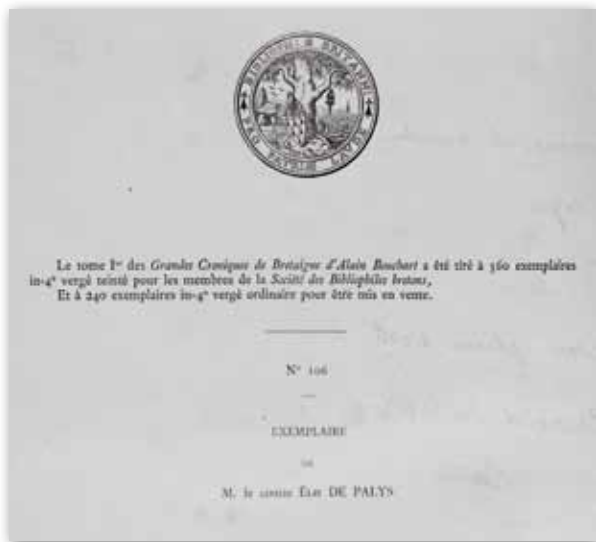 BIBLIOPHILI BRITANNI
Le tome Iᵉʳ des Grandes Croniques de Bretaigne d'Alain Bouchart a été tiré à 360 exemplaires
in-4° vergé teinté pour les membres de la Société des Bibliophiles bretons,
Et à 240 exemplaires in-4° vergé ordinaire pour être mis en vente.
N° 106
EXEMPLAIRE
DE
M. le comte ÉLIE DE PALYS